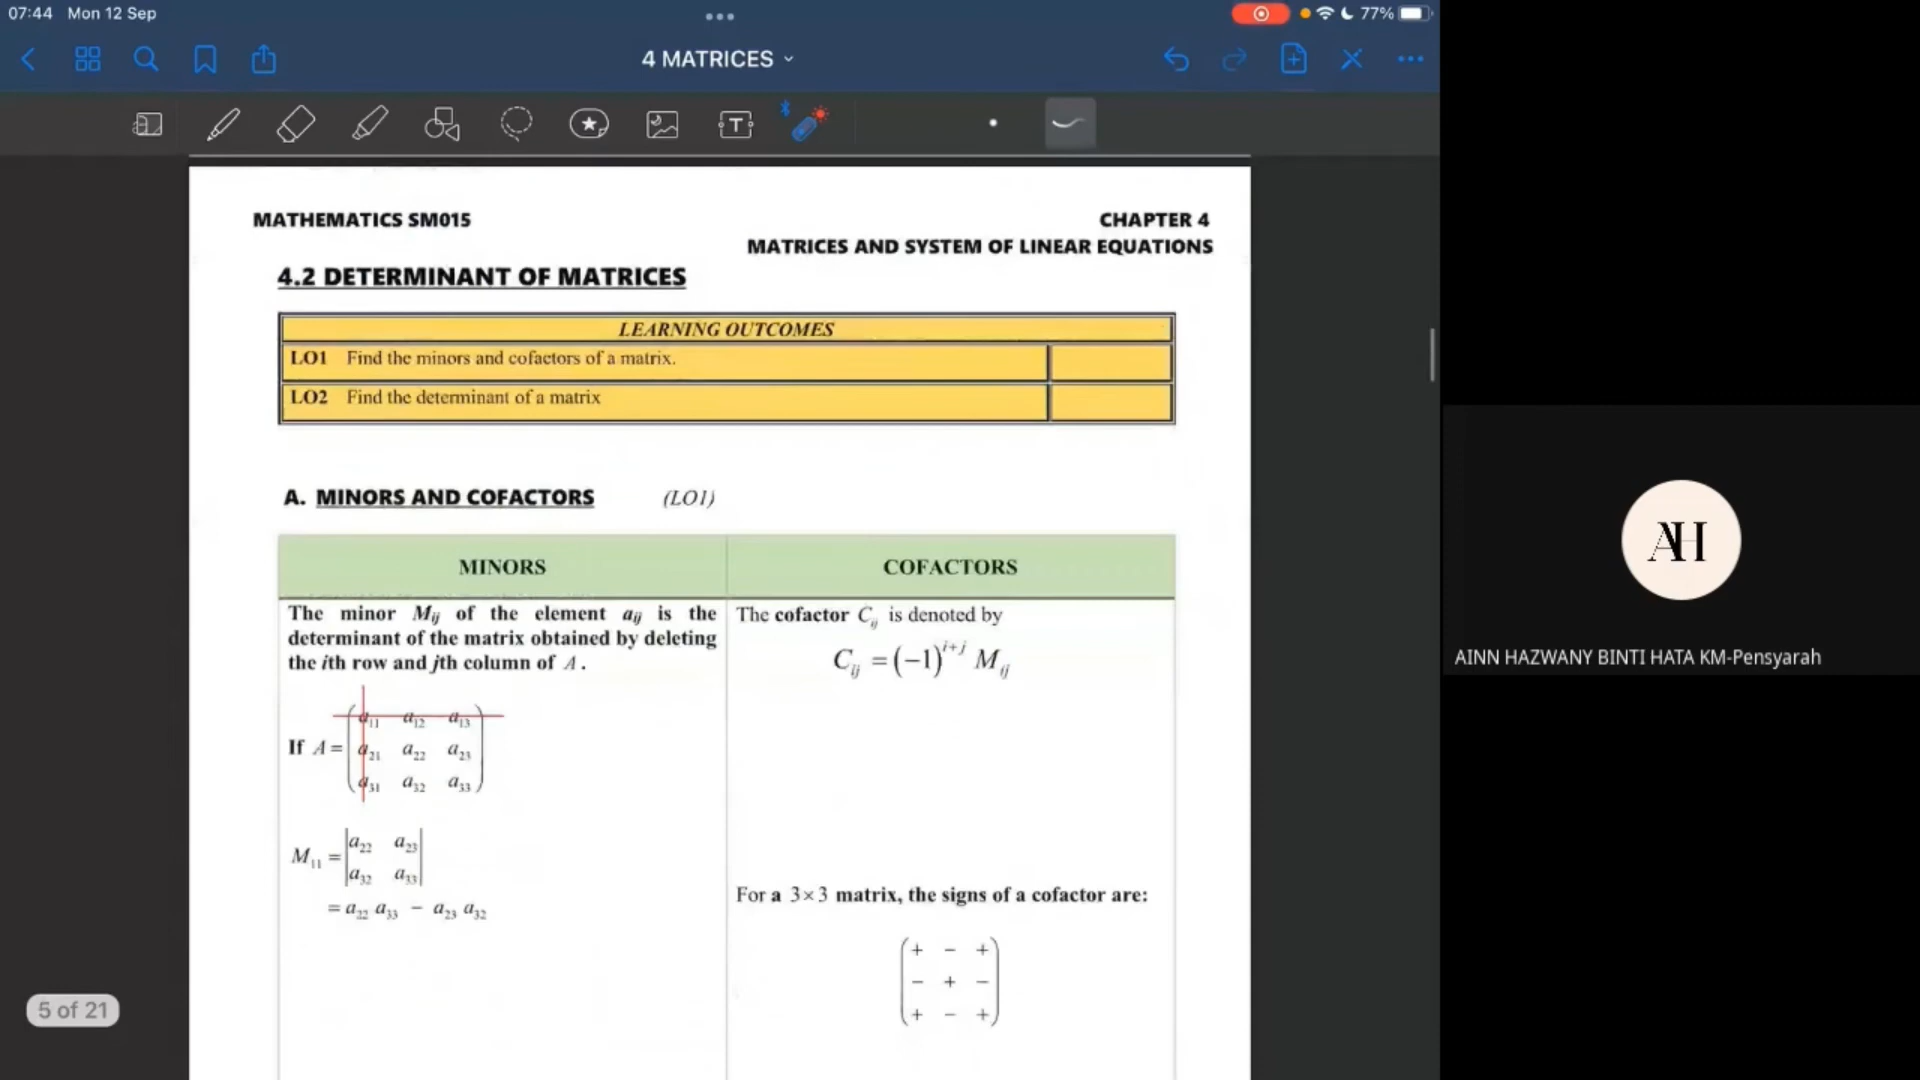 07:44 Mon 12 Sep
77%
4 MATRICES
T
MATHEMATICS SM015
CHAPTER 4
MATRICES AND SYSTEM OF LINEAR EQUATIONS
4.2 DETERMINANT OF MATRICES
LEARNING OUTCOMES
LO1 Find the minors and cofactors of a matrix.
LO2 Find the determinant of a matrix
A. MINORS AND COFACTORS (LO1)
MINORS
The minor Mij of the element aij is the
determinant of the matrix obtained by deleting
the ith row and jth column of A .
a11 a12 a13
If A = a21 a22 a23
a31 a32 a33
M11 = |a22 a23|
|a32 a33|
= a22 a33 − a23 a32
COFACTORS
The cofactor Cij is denoted by
Cij = (−1)^i+j Mij
For a 3×3 matrix, the signs of a cofactor are:
+ − +
− + −
+ − +
5 of 21
AH
AINN HAZWANY BINTI HATA KM-Pensyarah